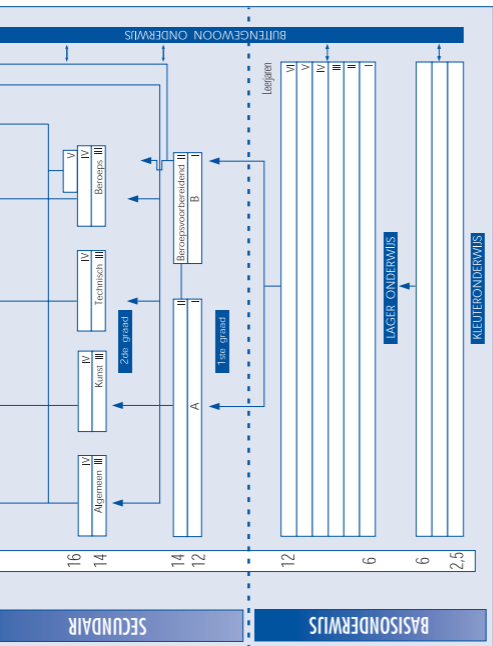 BUITENGEWOON ONDERWIJS
Leerjaren
VI
V
IV
III
II
I
V
IV
Beroeps III
Beroepsvoorbereidend II
I
B
IV
Technisch III
2de graad
1ste graad
LAGER ONDERWIJS
KLEUTERONDERWIJS
IV
Kunst III
II
I
A
IV
Algemeen III
16
14
14
12
12
6
6
2,5
SECUNDAIR
BASISONDERWIJS